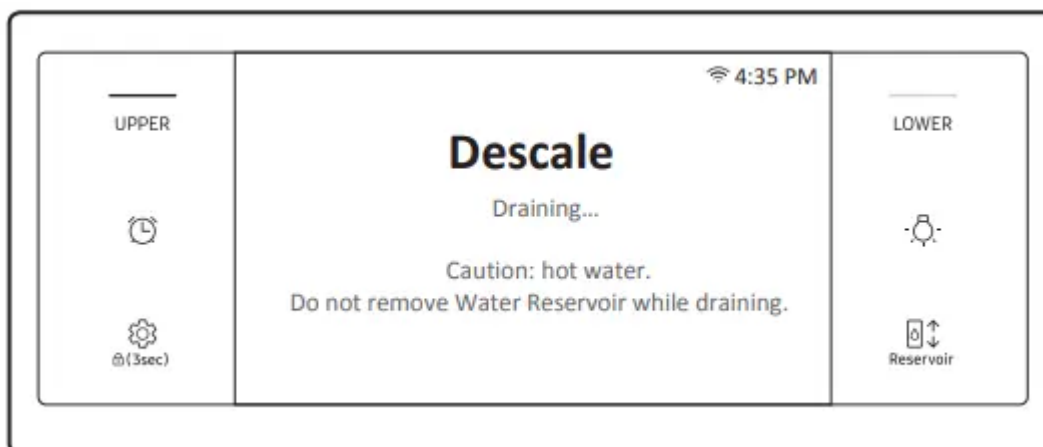 4:35 PM
UPPER
LOWER
Descale
Draining...
Caution: hot water.
Do not remove Water Reservoir while draining.
(3sec)
Reservoir